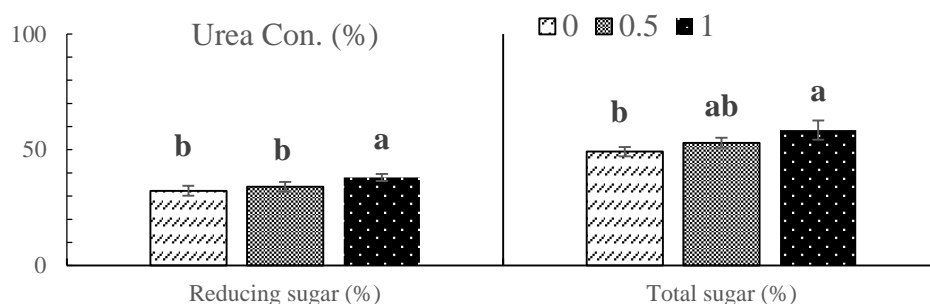 100
50
0
Urea Con. (%)
0 0.5 1
b b a
b ab a
Reducing sugar (%)
Total sugar (%)